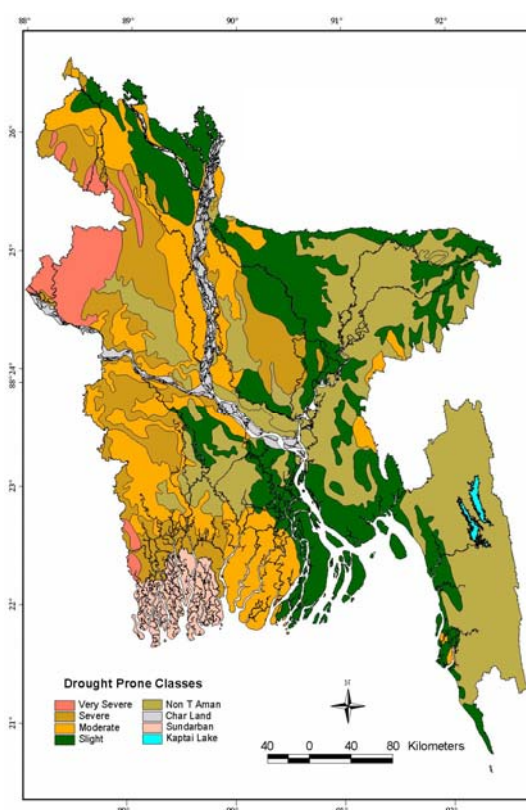 88° 89° 90° 91° 92°
26°
25°
24°
88°
23°
22°
21°
Drought Prone Classes
Very Severe
Severe
Moderate
Slight
Non T Aman
Char Land
Sundarban
Kaptai Lake
40 0 40 80 Kilometers